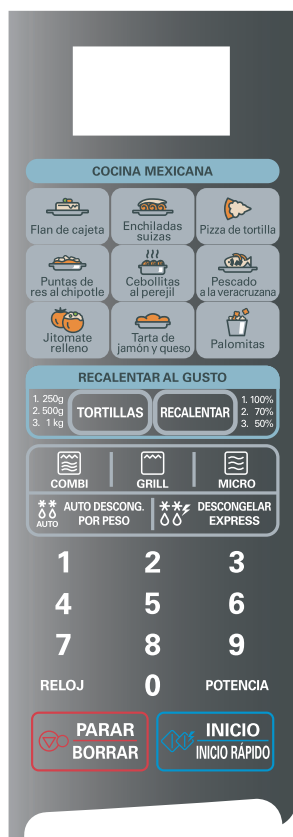 COCINA MEXICANA
Flan de cajeta
Enchiladas
suizas
Pizza de tortilla
Puntas de
res al chipotle
Cebollitas
al perejil
Pescado
a la veracruzana
Jitomate
relleno
Tarta de
jamón y queso
Palomitas
RECALENTAR AL GUSTO
1. 250g
2. 500g
3. 1 kg
TORTILLAS
RECALENTAR
1. 100%
2. 70%
3. 50%
COMBI
GRILL
MICRO
AUTO
AUTO DESCONG.
POR PESO
DESCONGELAR
EXPRESS
1 2 3
4 5 6
7 8 9
RELOJ 0 POTENCIA
PARAR
BORRAR
INICIO
INICIO RÁPIDO